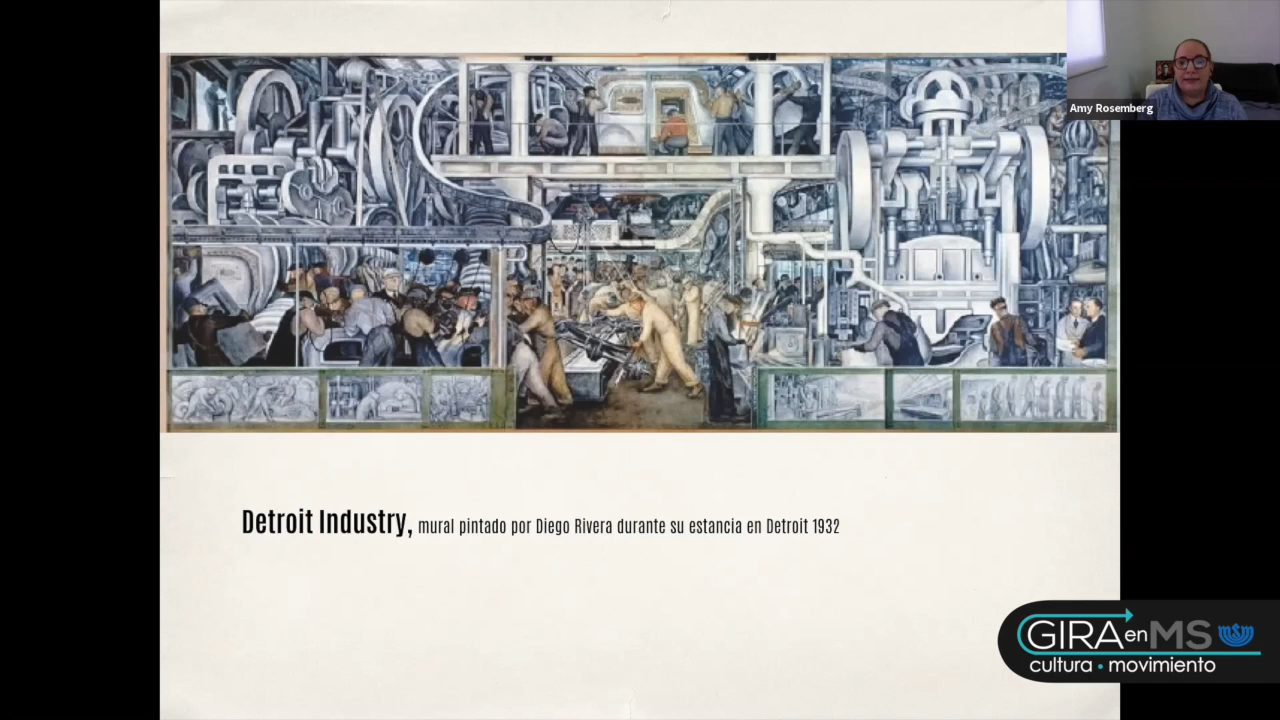 Amy Rosemberg
Detroit Industry, mural pintado por Diego Rivera durante su estancia en Detroit 1932
GIRA en MS
cultura • movimiento